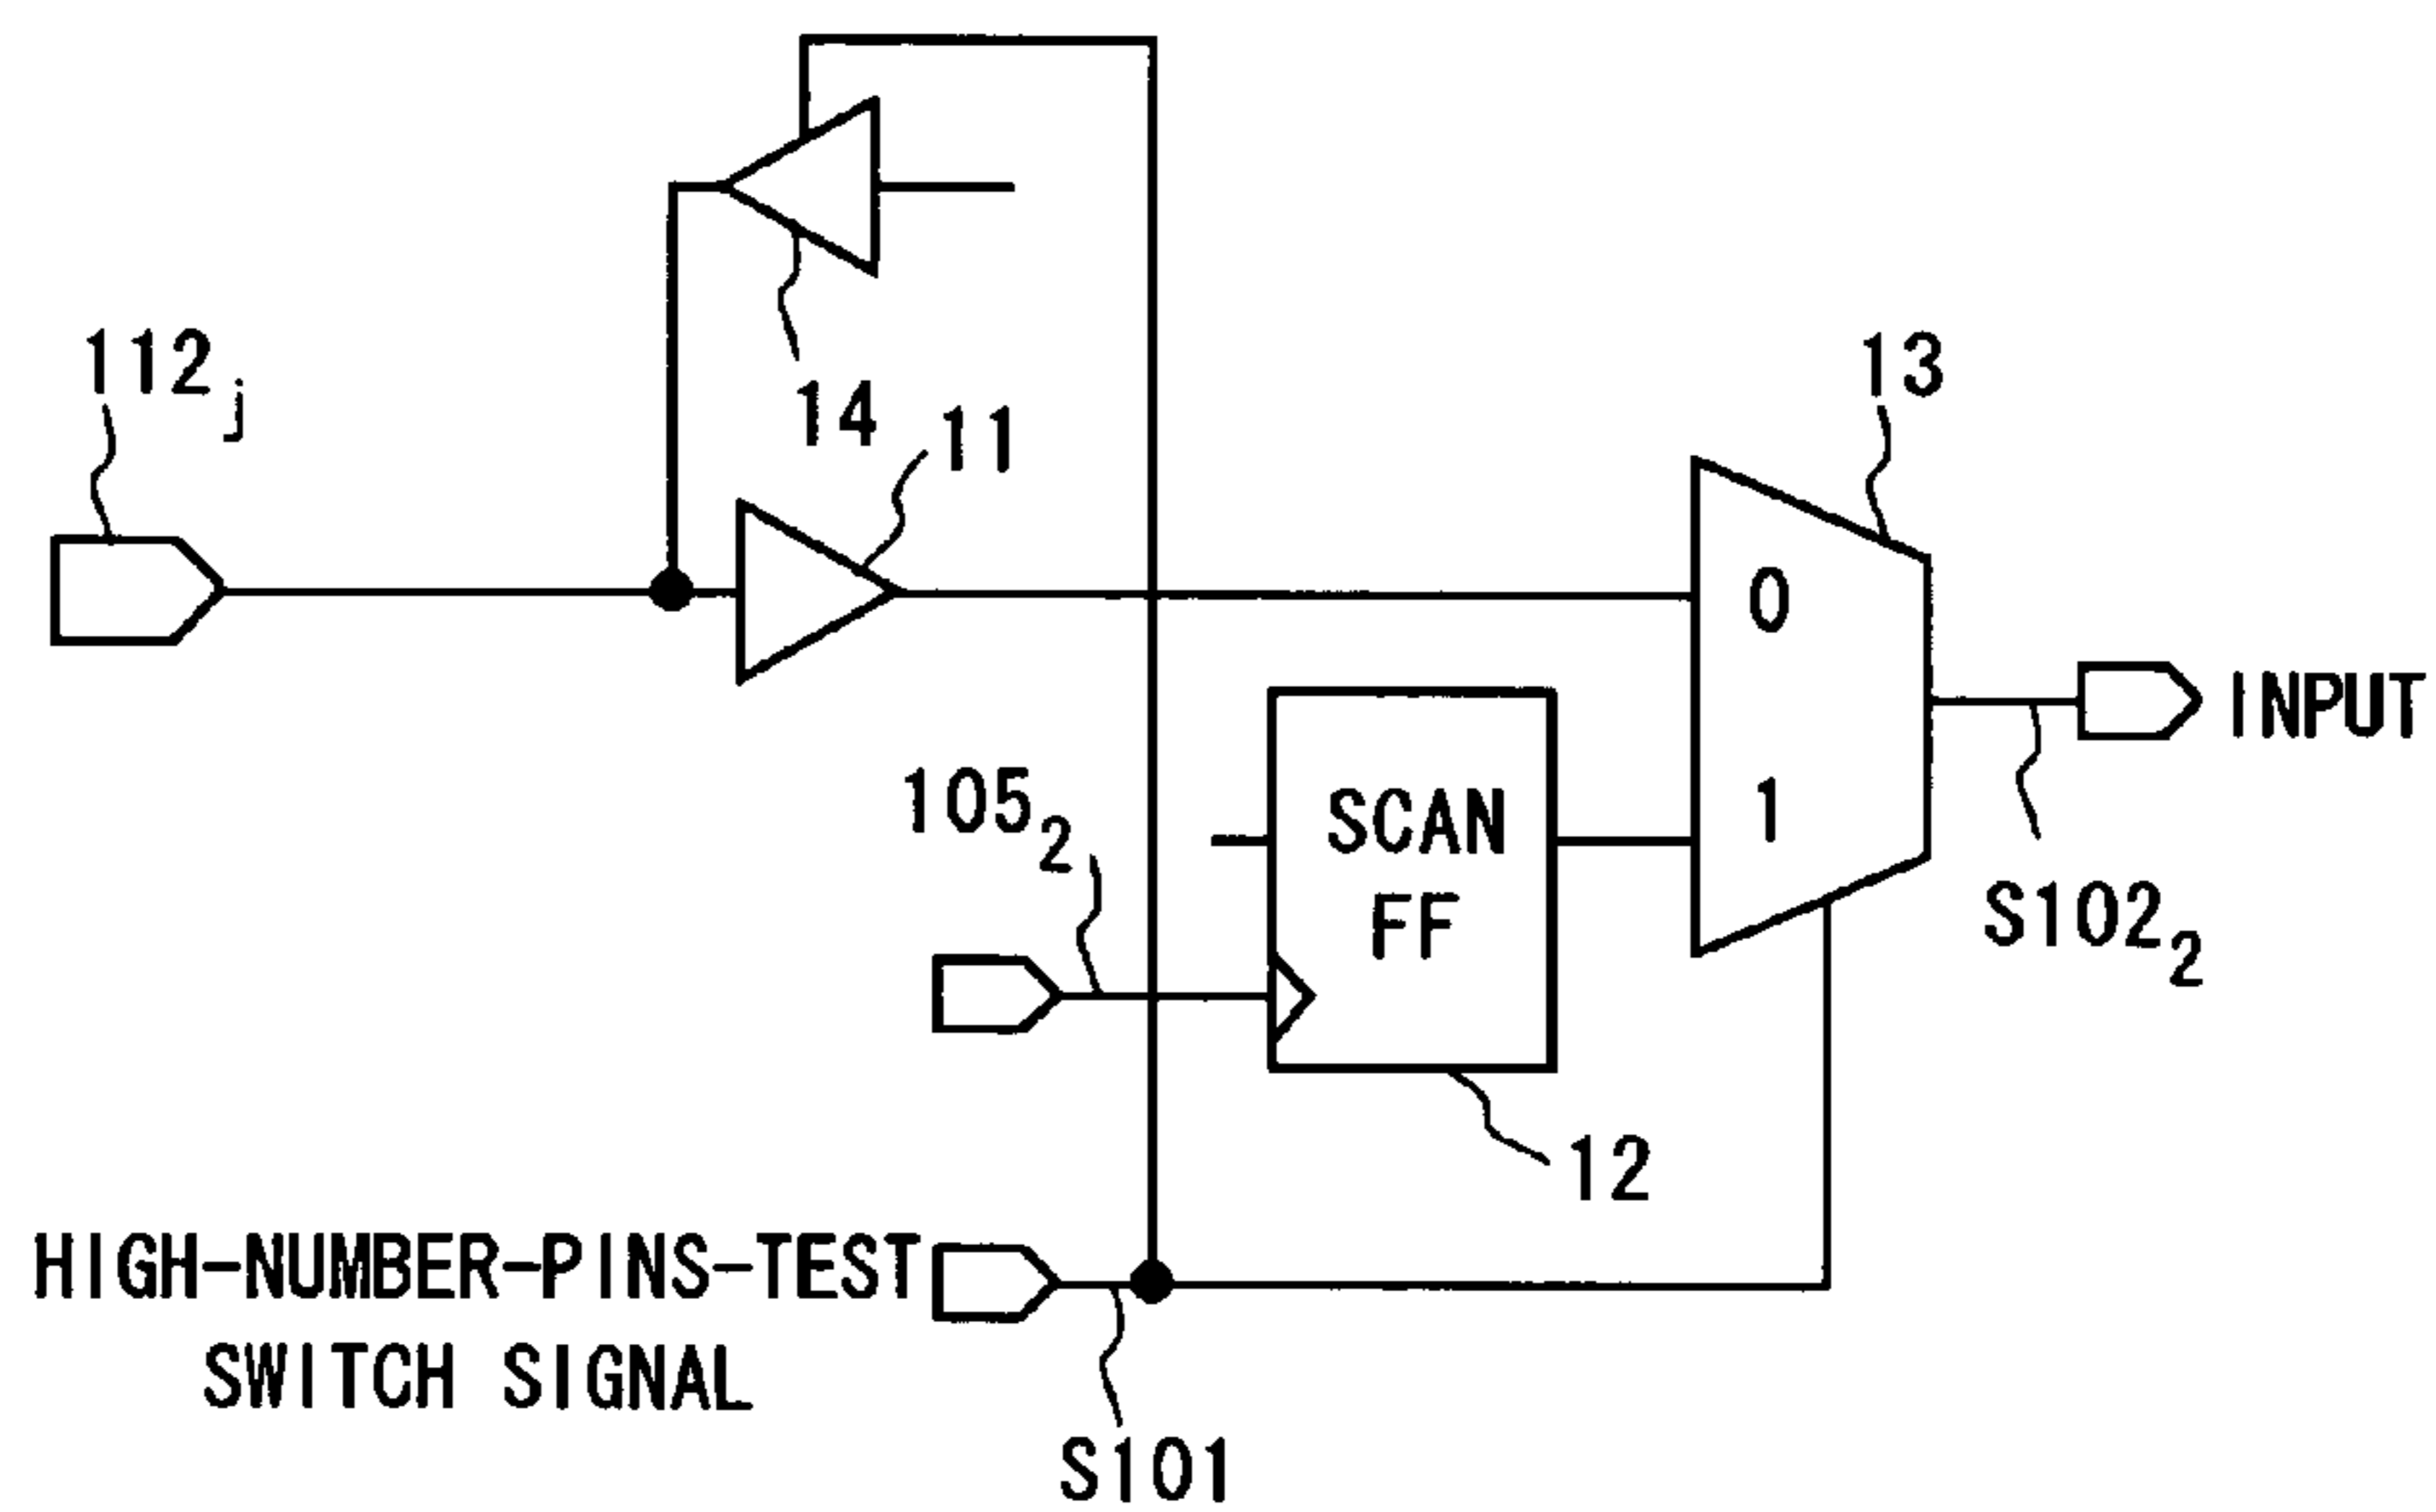 112j
14
11
13
0
INPUT
1
105₂
SCAN
FF
S102₂
12
HIGH-NUMBER-PINS-TEST
SWITCH SIGNAL
S101